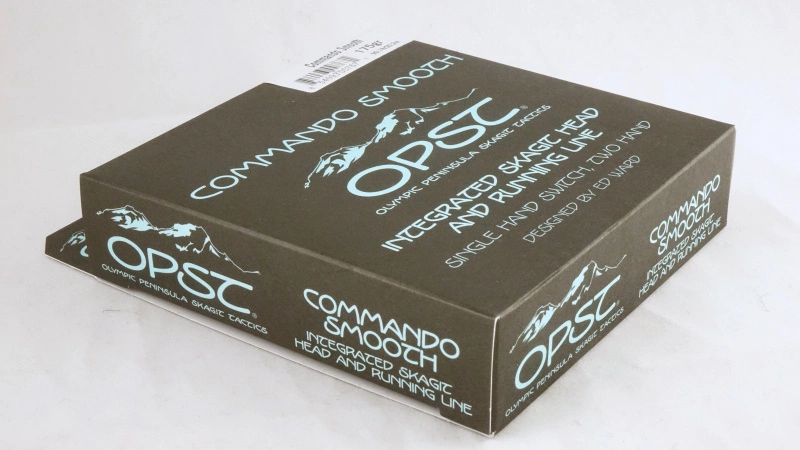 Commando Smooth
175gr
COMMANDO SMOOTH
OPST®
OLYMPIC PENINSULA SKAGIT TACTICS
INTEGRATED SKAGIT HEAD
AND RUNNING LINE
SINGLE HAND SWITCH, TWO HAND
DESIGNED BY ED WARD
OPST®
OLYMPIC PENINSULA SKAGIT TACTICS
COMMANDO
SMOOTH
INTEGRATED SKAGIT
HEAD AND RUNNING LINE
OPST®
OLYMPIC PENINSULA SKAGIT TACTICS
COMMANDO
SMOOTH
INTEGRATED SKAGIT
HEAD AND RUNNING LINE